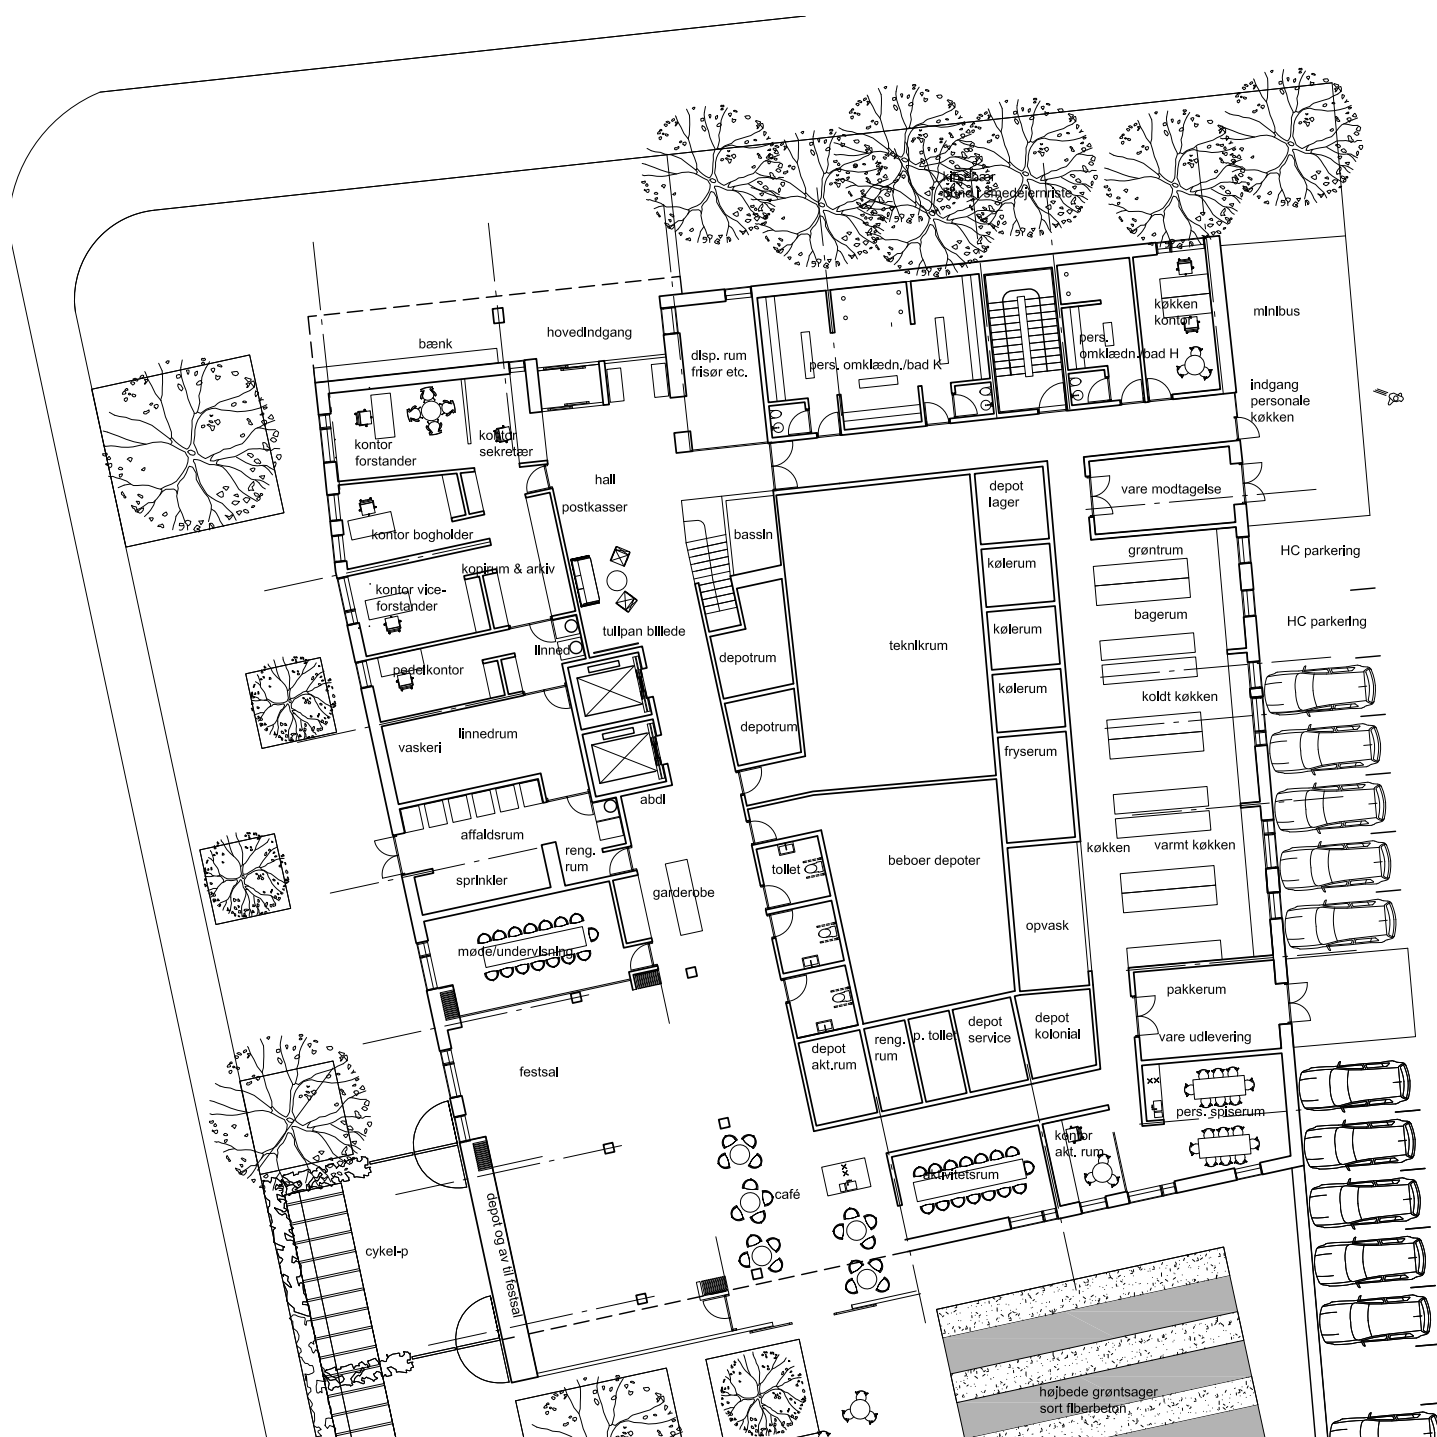 kirsebær
rund i smedejernriste
hovedindgang
bænk
minibus
køkken
kontor
pers.
omklædn./bad H
disp. rum
frisør etc.
pers. omklædn./bad K
indgang
personale
køkken
kontor
forstander
kontor
sekretær
hall
postkasser
depot
lager
vare modtagelse
kontor bogholder
bassin
grøntrum
HC parkering
kopirum & arkiv
kølerum
kontor vice-
forstander
bagerum
HC parkering
tulipan billede
kølerum
teknikrum
linned
depotrum
pedelkontor
kølerum
koldt køkken
linnedrum
vaskeri
depotrum
fryserum
abdl
affaldsrum
reng.
rum
køkken
varmt køkken
beboer depoter
toilet
sprinkler
garderobe
opvask
møde/undervisning
pakkerum
depot
kolonial
depot
service
p. toilet
reng.
rum
depot
akt.rum
vare udlevering
festsal
pers. spiserum
kontor
akt. rum
aktivitetsrum
café
depot og av til festsal
cykel-p
højbede grøntsager
sort fiberbeton